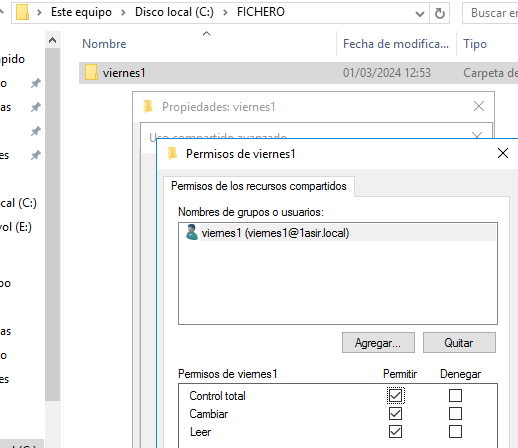 Este equipo > Disco local (C:) > FICHERO
Buscar en
Nombre Fecha de modifica... Tipo
viernes1 01/03/2024 12:53 Carpeta de
Propiedades: viernes1
Uso compartido avanzado
Permisos de viernes1
Permisos de los recursos compartidos
Nombres de grupos o usuarios:
viernes1 (viernes1@1asir.local)
Agregar... Quitar
Permisos de viernes1 Permitir Denegar
Control total
Cambiar
Leer
ápido
o
as
es
cal (C:)
vol (E:)
po
as
o
es